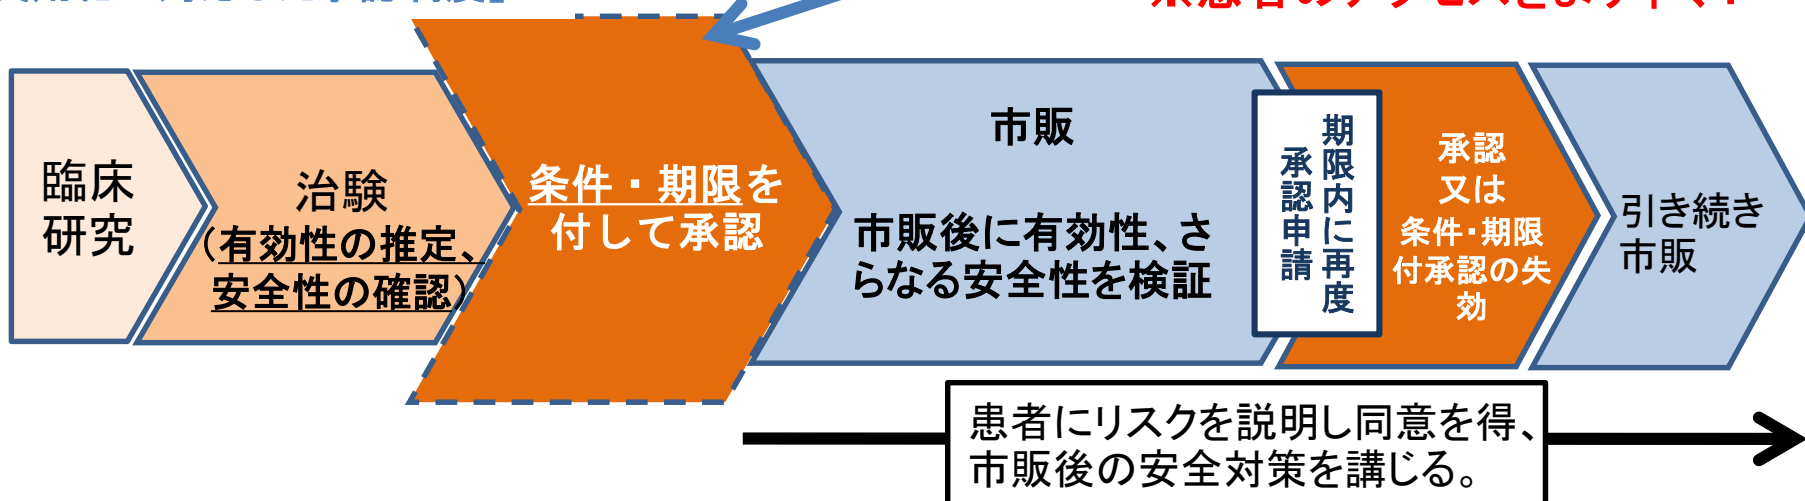 臨床
研究
治験
（有効性の推定、
安全性の確認）
条件・期限を
付して承認
市販
市販後に有効性、さ
らなる安全性を検証
期限内に再度
承認申請
承認
又は
条件・期限
付承認の失
効
引き続き
市販
患者にリスクを説明し同意を得、
市販後の安全対策を講じる。